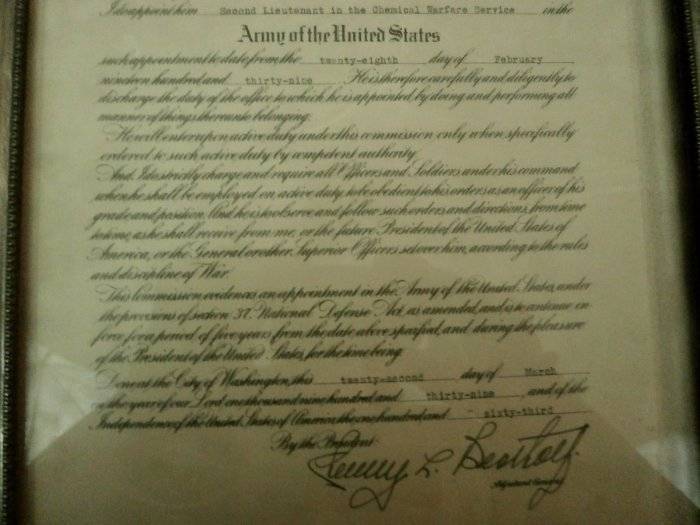 I do appoint him Second Lieutenant in the Chemical Warfare Service in the
Army of the United States
such appointment to date from the twenty-eighth day of February
nineteen hundred and thirty-nine. He is therefore carefully and diligently to
discharge the duty of the office to which he is appointed by doing and performing all
manner of things thereunto belonging.
He will enter upon active duty under this commission only when specifically
ordered to such active duty by competent authority.
And I do strictly charge and require all Officers and Soldiers under his command
when he shall be employed on active duty to be obedient to his orders as an officer of his
grade and position. And he is to observe and follow such orders and directions, from time
to time, as he shall receive from me, or the future President of the United States of
America, or the General or other Superior Officers set over him, according to the rules
and discipline of War.
This Commission evidences an appointment in the Army of the United States, under
the provisions of section 37, National Defense Act, as amended, and is to continue in
force for a period of five years from the date above specified, and during the pleasure
of the President of the United States, for the time being.
Done at the City of Washington, this twenty-second day of March
in the year of our Lord one thousand nine hundred and thirty-nine and of the
Independence of the United States of America the one hundred and sixty-third
By the President:
Adjutant General.